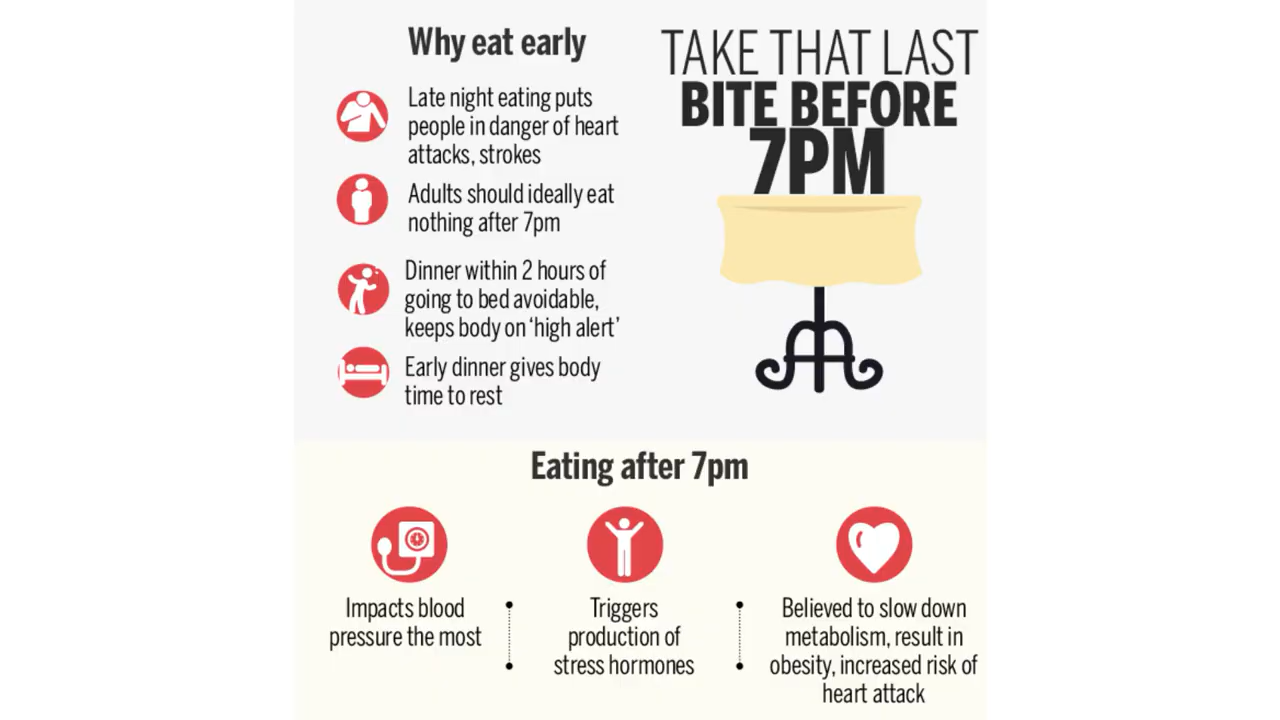 Why eat early
Late night eating puts
people in danger of heart
attacks, strokes
Adults should ideally eat
nothing after 7pm
Dinner within 2 hours of
going to bed avoidable,
keeps body on ‘high alert’
Early dinner gives body
time to rest
TAKE THAT LAST
BITE BEFORE
7PM
Eating after 7pm
Impacts blood
pressure the most
Triggers
production of
stress hormones
Believed to slow down
metabolism, result in
obesity, increased risk of
heart attack